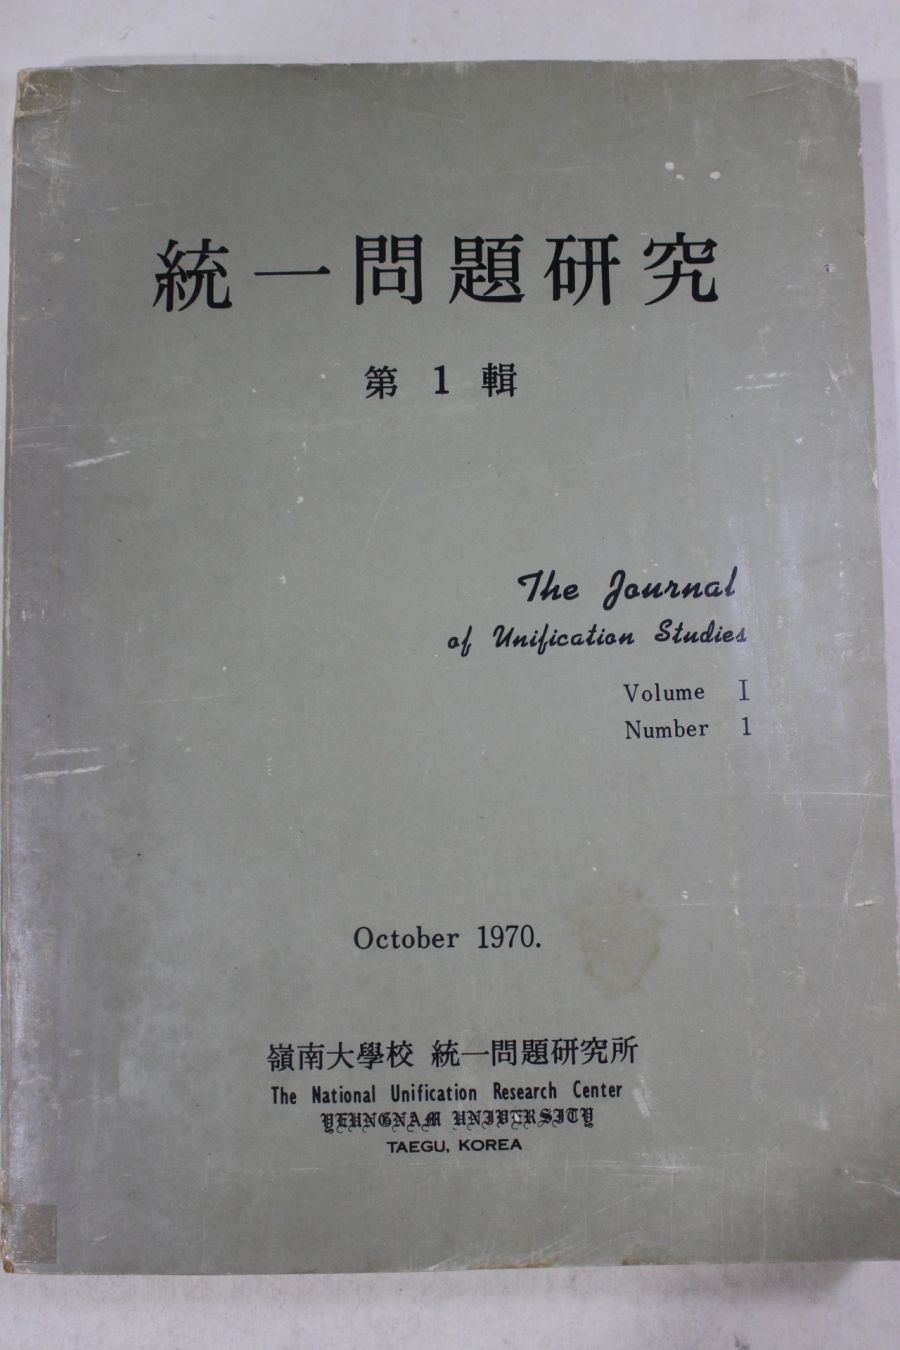 統一問題研究
第1輯
The Journal
of Unification Studies
Volume I
Number 1
October 1970.
嶺南大學校 統一問題研究所
The National Unification Research Center
YEUNGNAM UNIVERSITY
TAEGU, KOREA